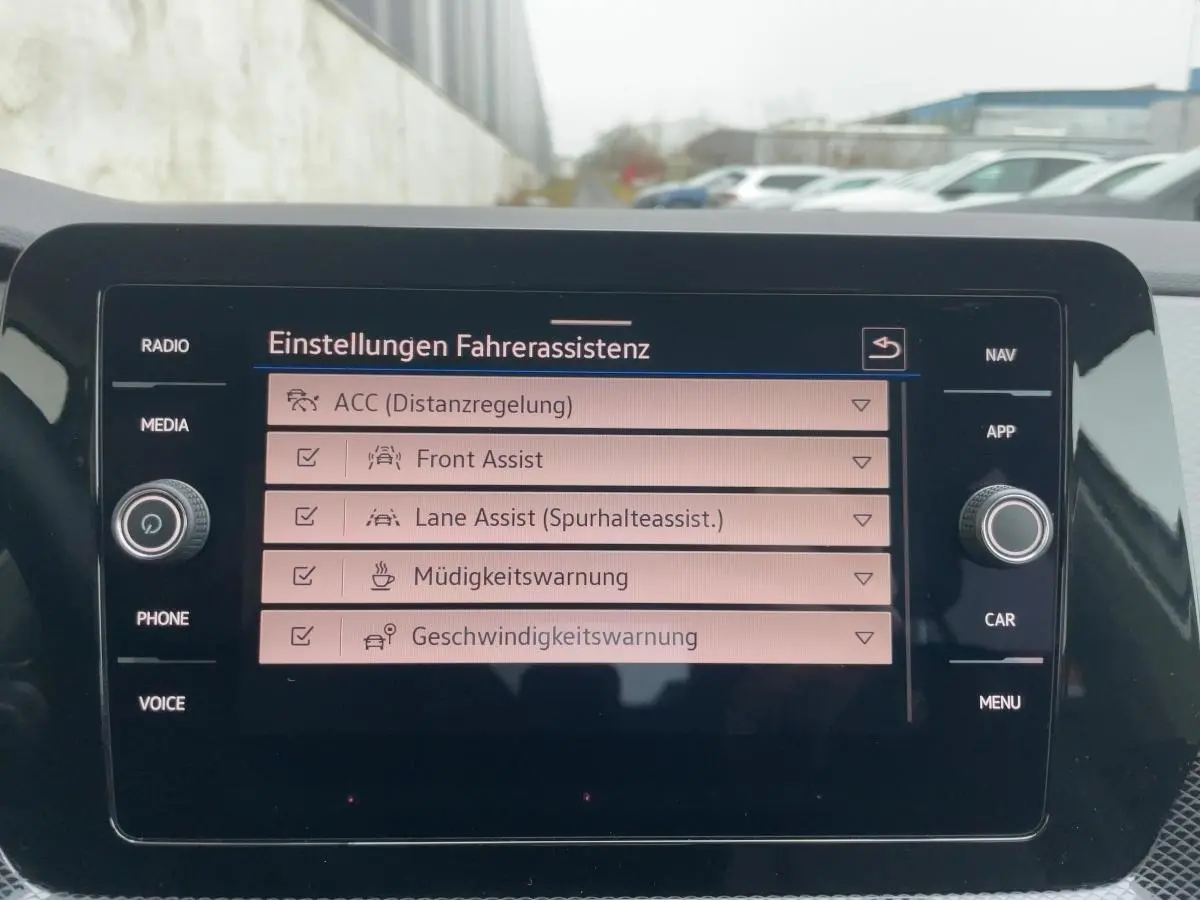 Einstellungen Fahrerassistenz
RADIO
NAV
ACC (Distanzregelung)
MEDIA
APP
Front Assist
Lane Assist (Spurhalteassist.)
Müdigkeitswarnung
PHONE
CAR
Geschwindigkeitswarnung
VOICE
MENU